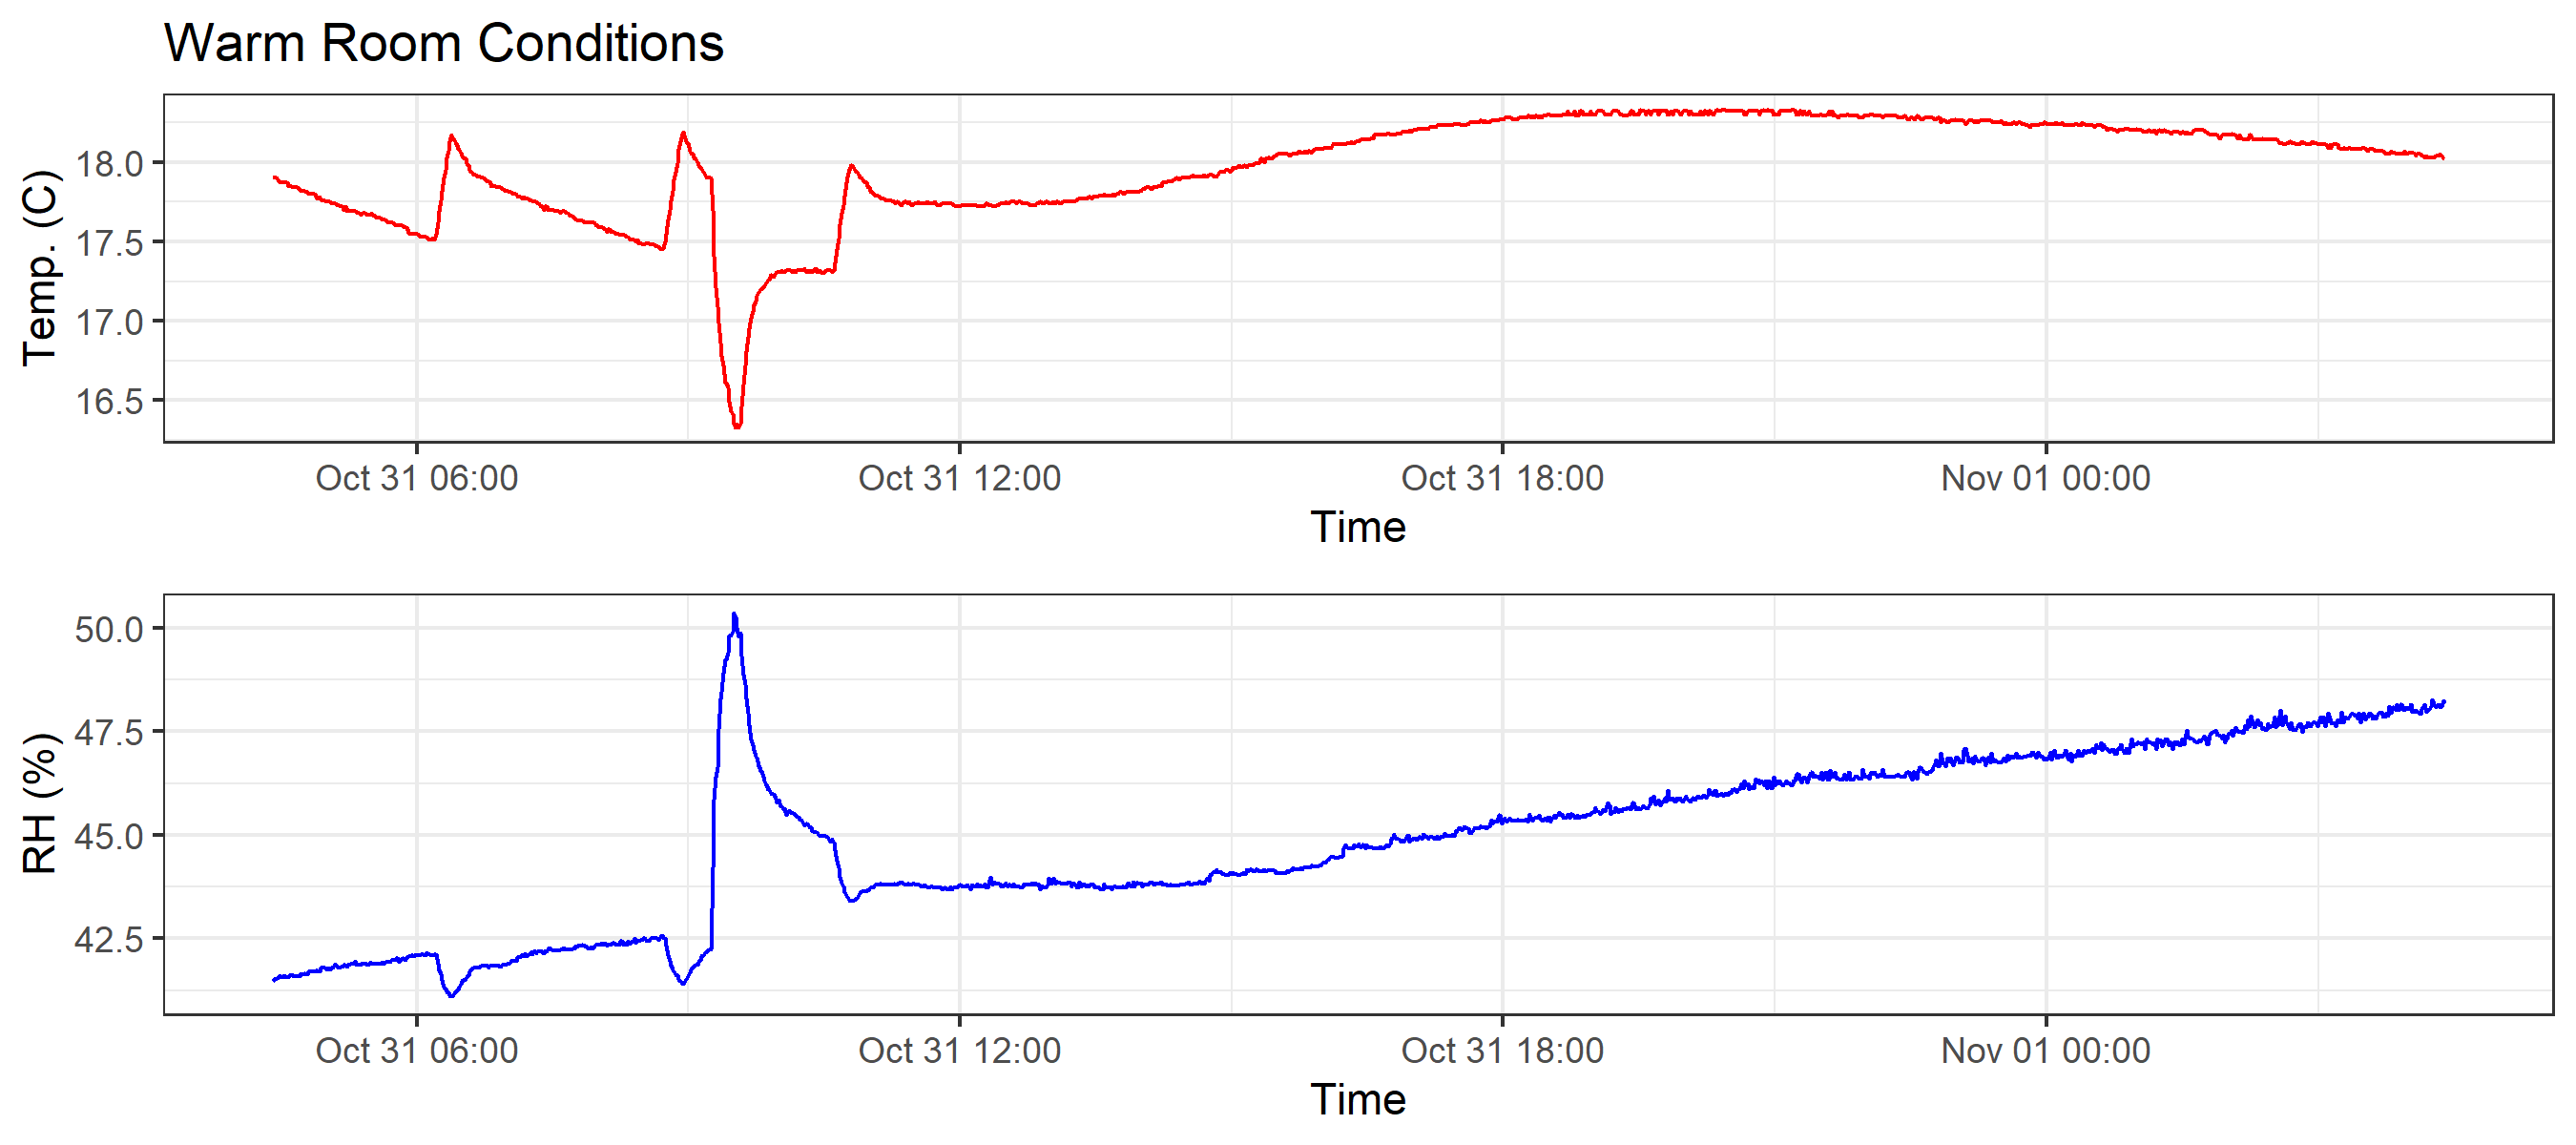 Warm Room Conditions
Temp. (C)
18.0
17.5
17.0
16.5
Oct 31 06:00 Oct 31 12:00 Oct 31 18:00 Nov 01 00:00
Time
RH (%)
50.0
47.5
45.0
42.5
Oct 31 06:00 Oct 31 12:00 Oct 31 18:00 Nov 01 00:00
Time